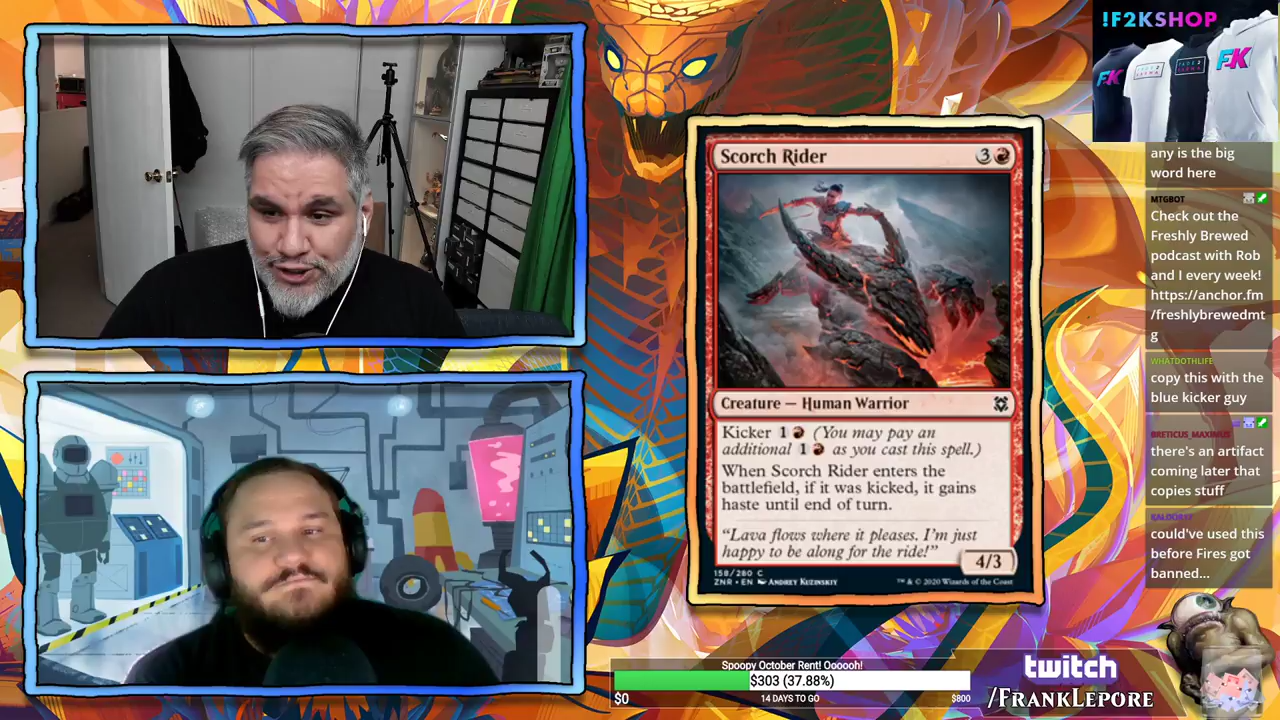 !F2KSHOP
FK
FK
Scorch Rider
3
Creature — Human Warrior
Kicker 1 (You may pay an
additional 1 as you cast this spell.)
When Scorch Rider enters the
battlefield, if it was kicked, it gains
haste until end of turn.
“Lava flows where it pleases. I’m just
happy to be along for the ride!”
4/3
158/280 C
ZNR • EN Andrey Kuzinskiy
™ & © 2020 Wizards of the Coast
any is the big
word here
MTGBOT
Check out the
Freshly Brewed
podcast with Rob
and I every week!
https://anchor.fm
/freshlybrewedmt
g
WHATDOTHLIFE
copy this with the
blue kicker guy
BRETICUS_MAXIMUS
there's an artifact
coming later that
copies stuff
could've used this
before Fires got
banned...
Spoopy October Rent! Oooooh!
$303 (37.88%)
$0
14 DAYS TO GO
$800
twitch
/FrankLepore